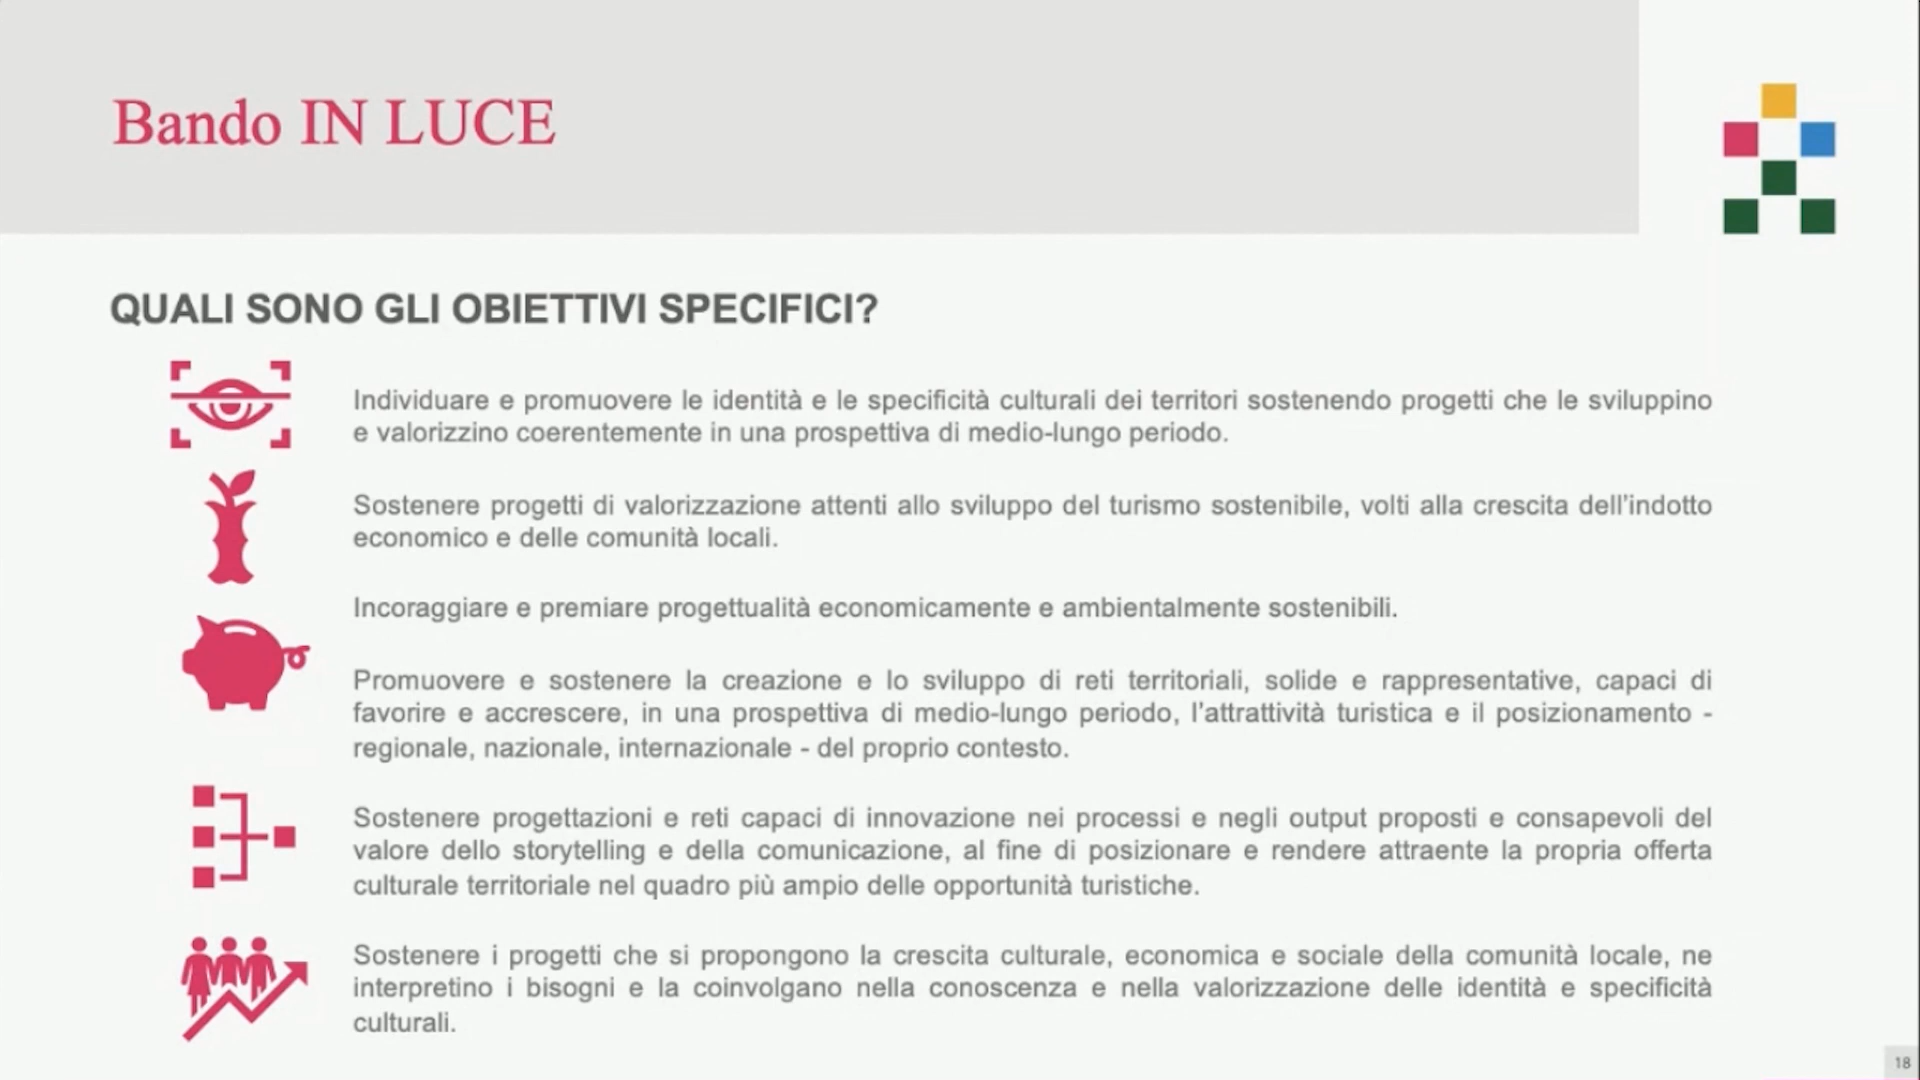 Bando IN LUCE
QUALI SONO GLI OBIETTIVI SPECIFICI?
Individuare e promuovere le identità e le specificità culturali dei territori sostenendo progetti che le sviluppino
e valorizzino coerentemente in una prospettiva di medio-lungo periodo.
Sostenere progetti di valorizzazione attenti allo sviluppo del turismo sostenibile, volti alla crescita dell’indotto
economico e delle comunità locali.
Incoraggiare e premiare progettualità economicamente e ambientalmente sostenibili.
Promuovere e sostenere la creazione e lo sviluppo di reti territoriali, solide e rappresentative, capaci di
favorire e accrescere, in una prospettiva di medio-lungo periodo, l’attrattività turistica e il posizionamento -
regionale, nazionale, internazionale - del proprio contesto.
Sostenere progettazioni e reti capaci di innovazione nei processi e negli output proposti e consapevoli del
valore dello storytelling e della comunicazione, al fine di posizionare e rendere attraente la propria offerta
culturale territoriale nel quadro più ampio delle opportunità turistiche.
Sostenere i progetti che si propongono la crescita culturale, economica e sociale della comunità locale, ne
interpretino i bisogni e la coinvolgano nella conoscenza e nella valorizzazione delle identità e specificità
culturali.
18